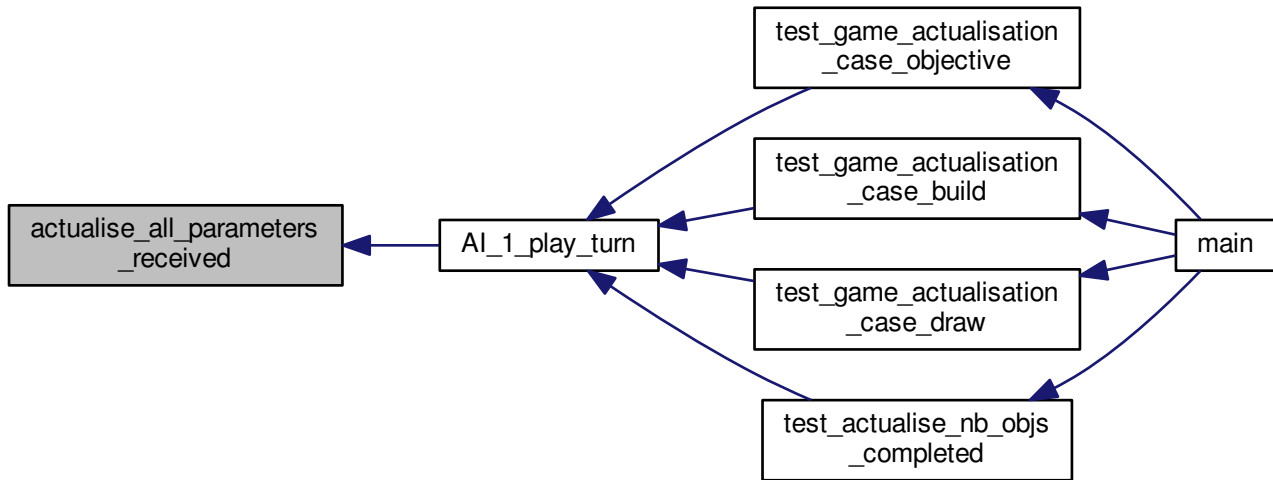 actualise_all_parameters
_received
AI_1_play_turn
test_game_actualisation
_case_objective
test_game_actualisation
_case_build
test_game_actualisation
_case_draw
test_actualise_nb_objs
_completed
main